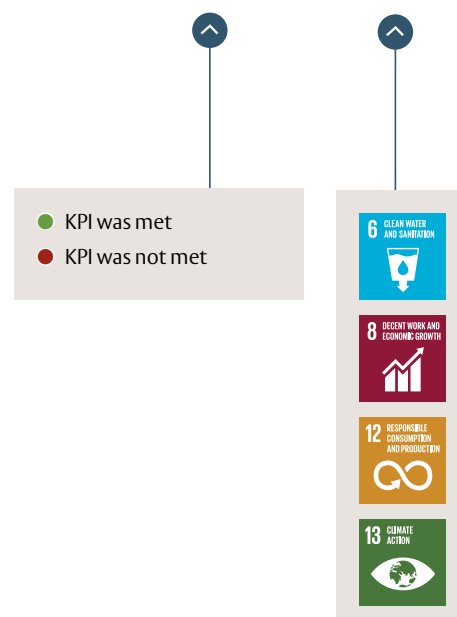 KPI was met
KPI was not met
6 CLEAN WATER
AND SANITATION
8 DECENT WORK AND
ECONOMIC GROWTH
12 RESPONSIBLE
CONSUMPTION
AND PRODUCTION
13 CLIMATE
ACTION